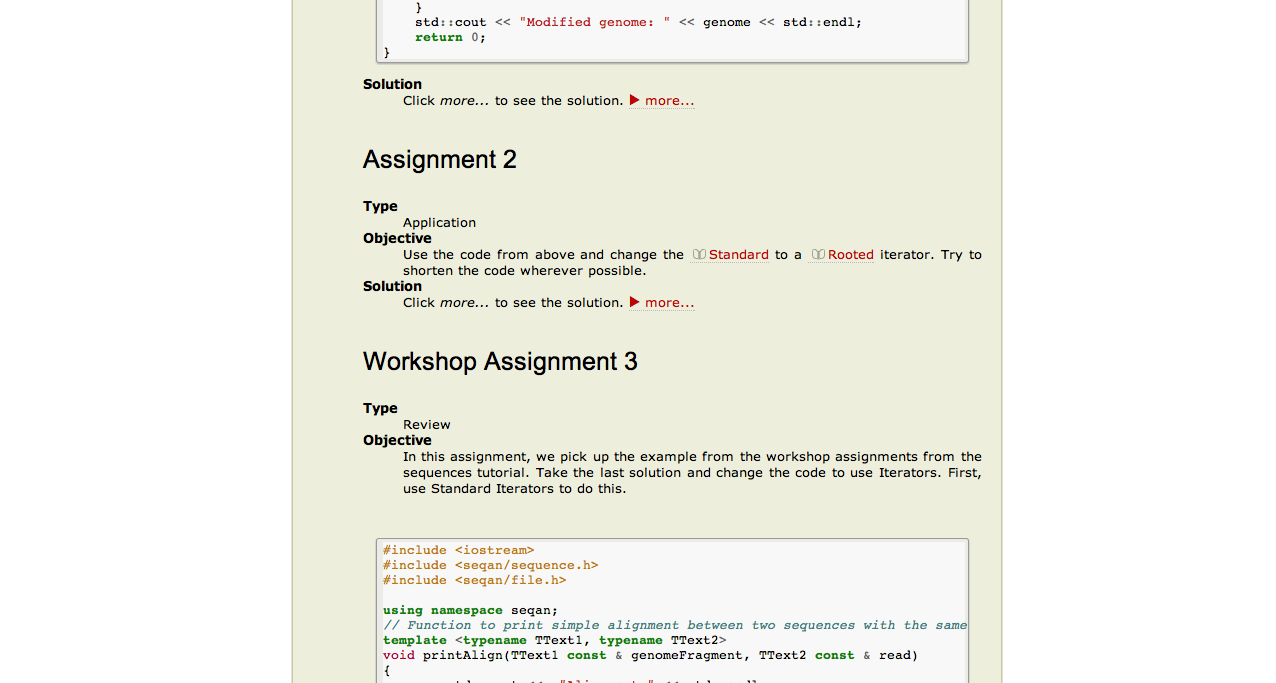 }
std::cout << "Modified genome: " << genome << std::endl;
return 0;
}
Solution
Click more... to see the solution. ▶ more...
Assignment 2
Type
Application
Objective
Use the code from above and change the Standard to a Rooted iterator. Try to
shorten the code wherever possible.
Solution
Click more... to see the solution. ▶ more...
Workshop Assignment 3
Type
Review
Objective
In this assignment, we pick up the example from the workshop assignments from the
sequences tutorial. Take the last solution and change the code to use Iterators. First,
use Standard Iterators to do this.
#include <iostream>
#include <seqan/sequence.h>
#include <seqan/file.h>
using namespace seqan;
// Function to print simple alignment between two sequences with the same
template <typename TText1, typename TText2>
void printAlign(TText1 const & genomeFragment, TText2 const & read)
{